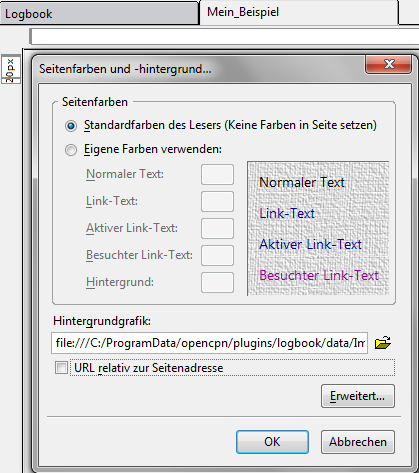 Logbook
Mein_Beispiel
20px
Seitenfarben und -hintergrund...
Seitenfarben
Standardfarben des Lesers (Keine Farben in Seite setzen)
Eigene Farben verwenden:
Normaler Text:
Link-Text:
Aktiver Link-Text:
Besuchter Link-Text:
Hintergrund:
Normaler Text
Link-Text
Aktiver Link-Text
Besuchter Link-Text
Hintergrundgrafik:
file:///C:/ProgramData/opencpn/plugins/logbook/data/Im
URL relativ zur Seitenadresse
Erweitert...
OK
Abbrechen